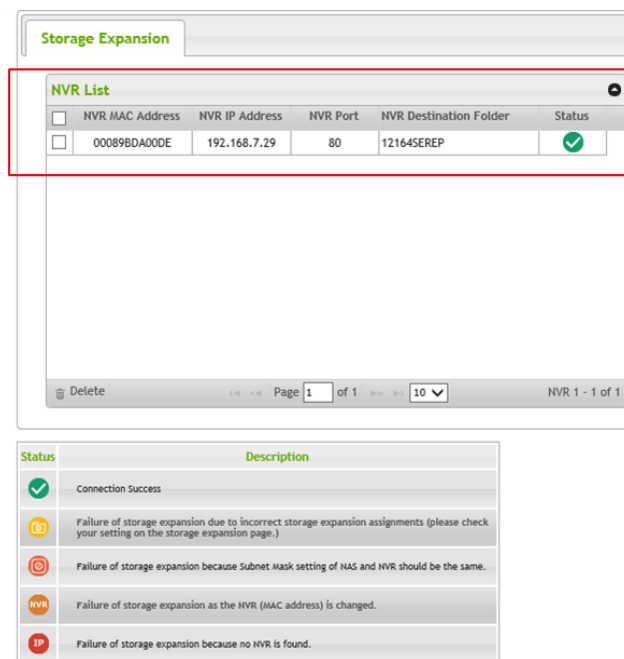 Storage Expansion
NVR List
NVR MAC Address NVR IP Address NVR Port NVR Destination Folder Status
00089BDA00DE 192.168.7.29 80 12164SEREP
Delete Page 1 of 1 10 NVR 1 - 1 of 1
Status Description
Connection Success
Failure of storage expansion due to incorrect storage expansion assignments (please check
your setting on the storage expansion page.)
Failure of storage expansion because Subnet Mask setting of NAS and NVR should be the same.
NVR Failure of storage expansion as the NVR (MAC address) is changed.
IP Failure of storage expansion because no NVR is found.